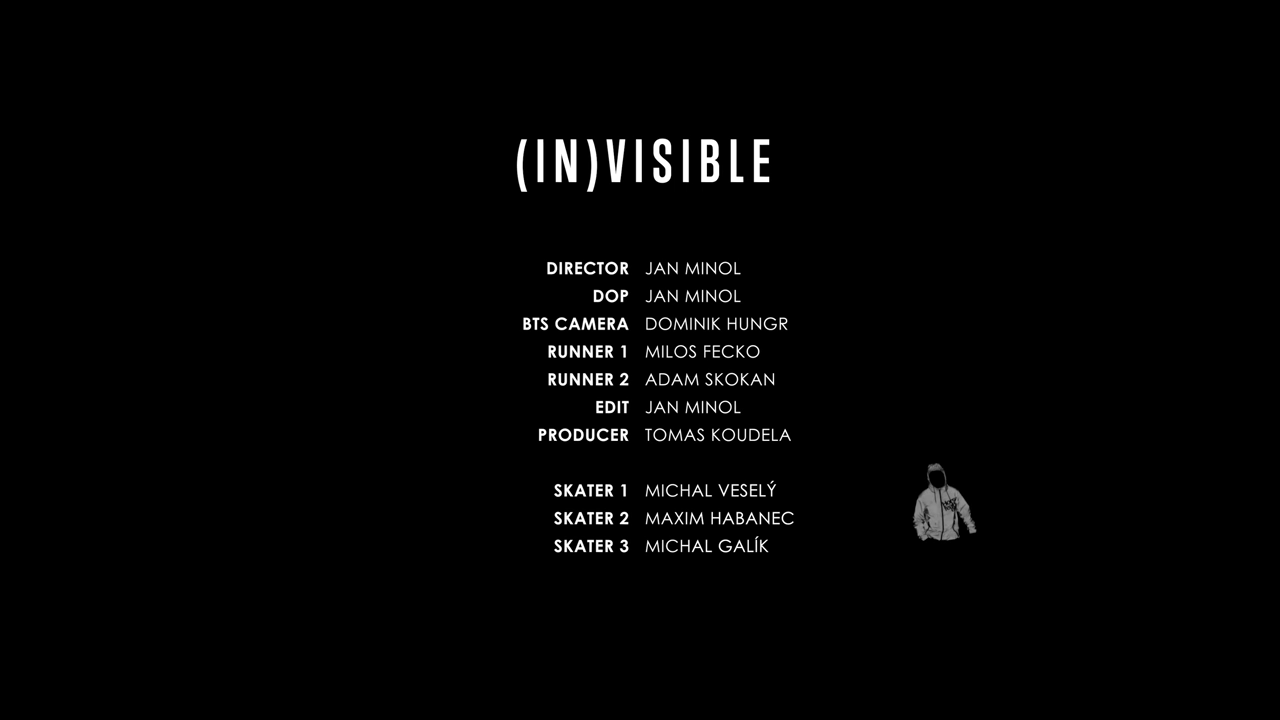 (IN)VISIBLE
DIRECTOR JAN MINOL
DOP JAN MINOL
BTS CAMERA DOMINIK HUNGR
RUNNER 1 MILOS FECKO
RUNNER 2 ADAM SKOKAN
EDIT JAN MINOL
PRODUCER TOMAS KOUDELA
SKATER 1 MICHAL VESELÝ
SKATER 2 MAXIM HABANEC
SKATER 3 MICHAL GALÍK